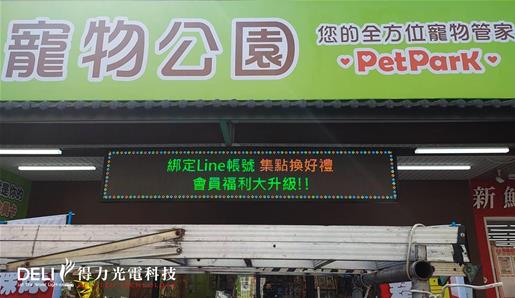 寵物公園
您的全方位寵物管家
PetPark
綁定Line帳號 集點換好禮
會員福利大升級!!
新鮮
DELI 得力光電科技